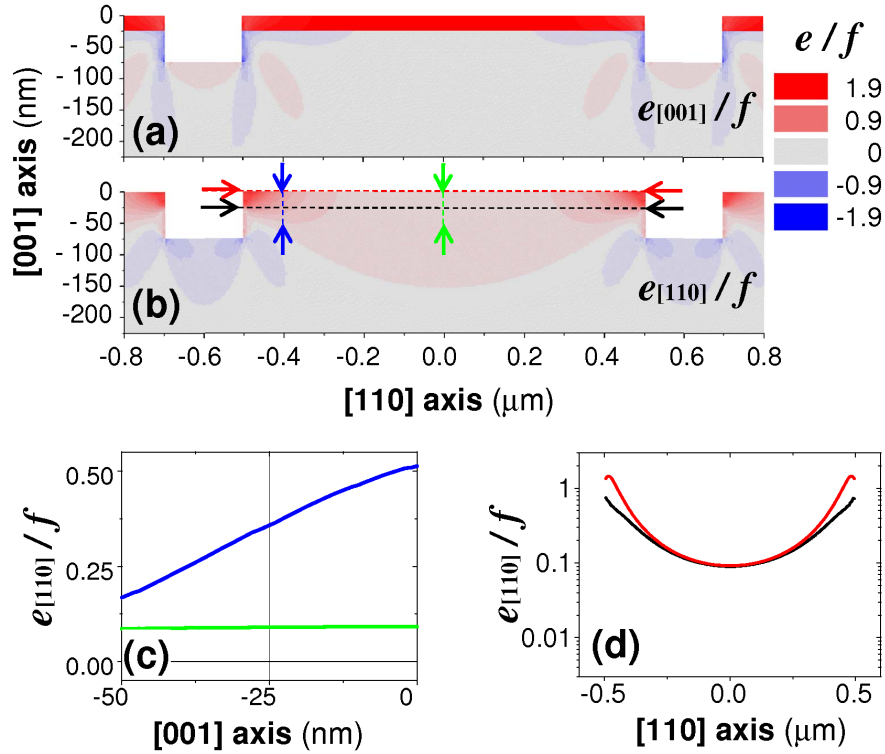 0
- 50
-100
-150
-200
(a)
e[001] / f
e / f
1.9
0.9
0
-0.9
-1.9
[001] axis (nm)
0
- 50
-100
-150
-200
(b)
e[110] / f
-0.8 -0.6 -0.4 -0.2 0.0 0.2 0.4 0.6 0.8
[110] axis (μm)
e[110] / f
0.50
0.25
0.00
(c)
-50 -25 0
[001] axis (nm)
e[110] / f
1
0.1
0.01
(d)
-0.5 0.0 0.5
[110] axis (μm)